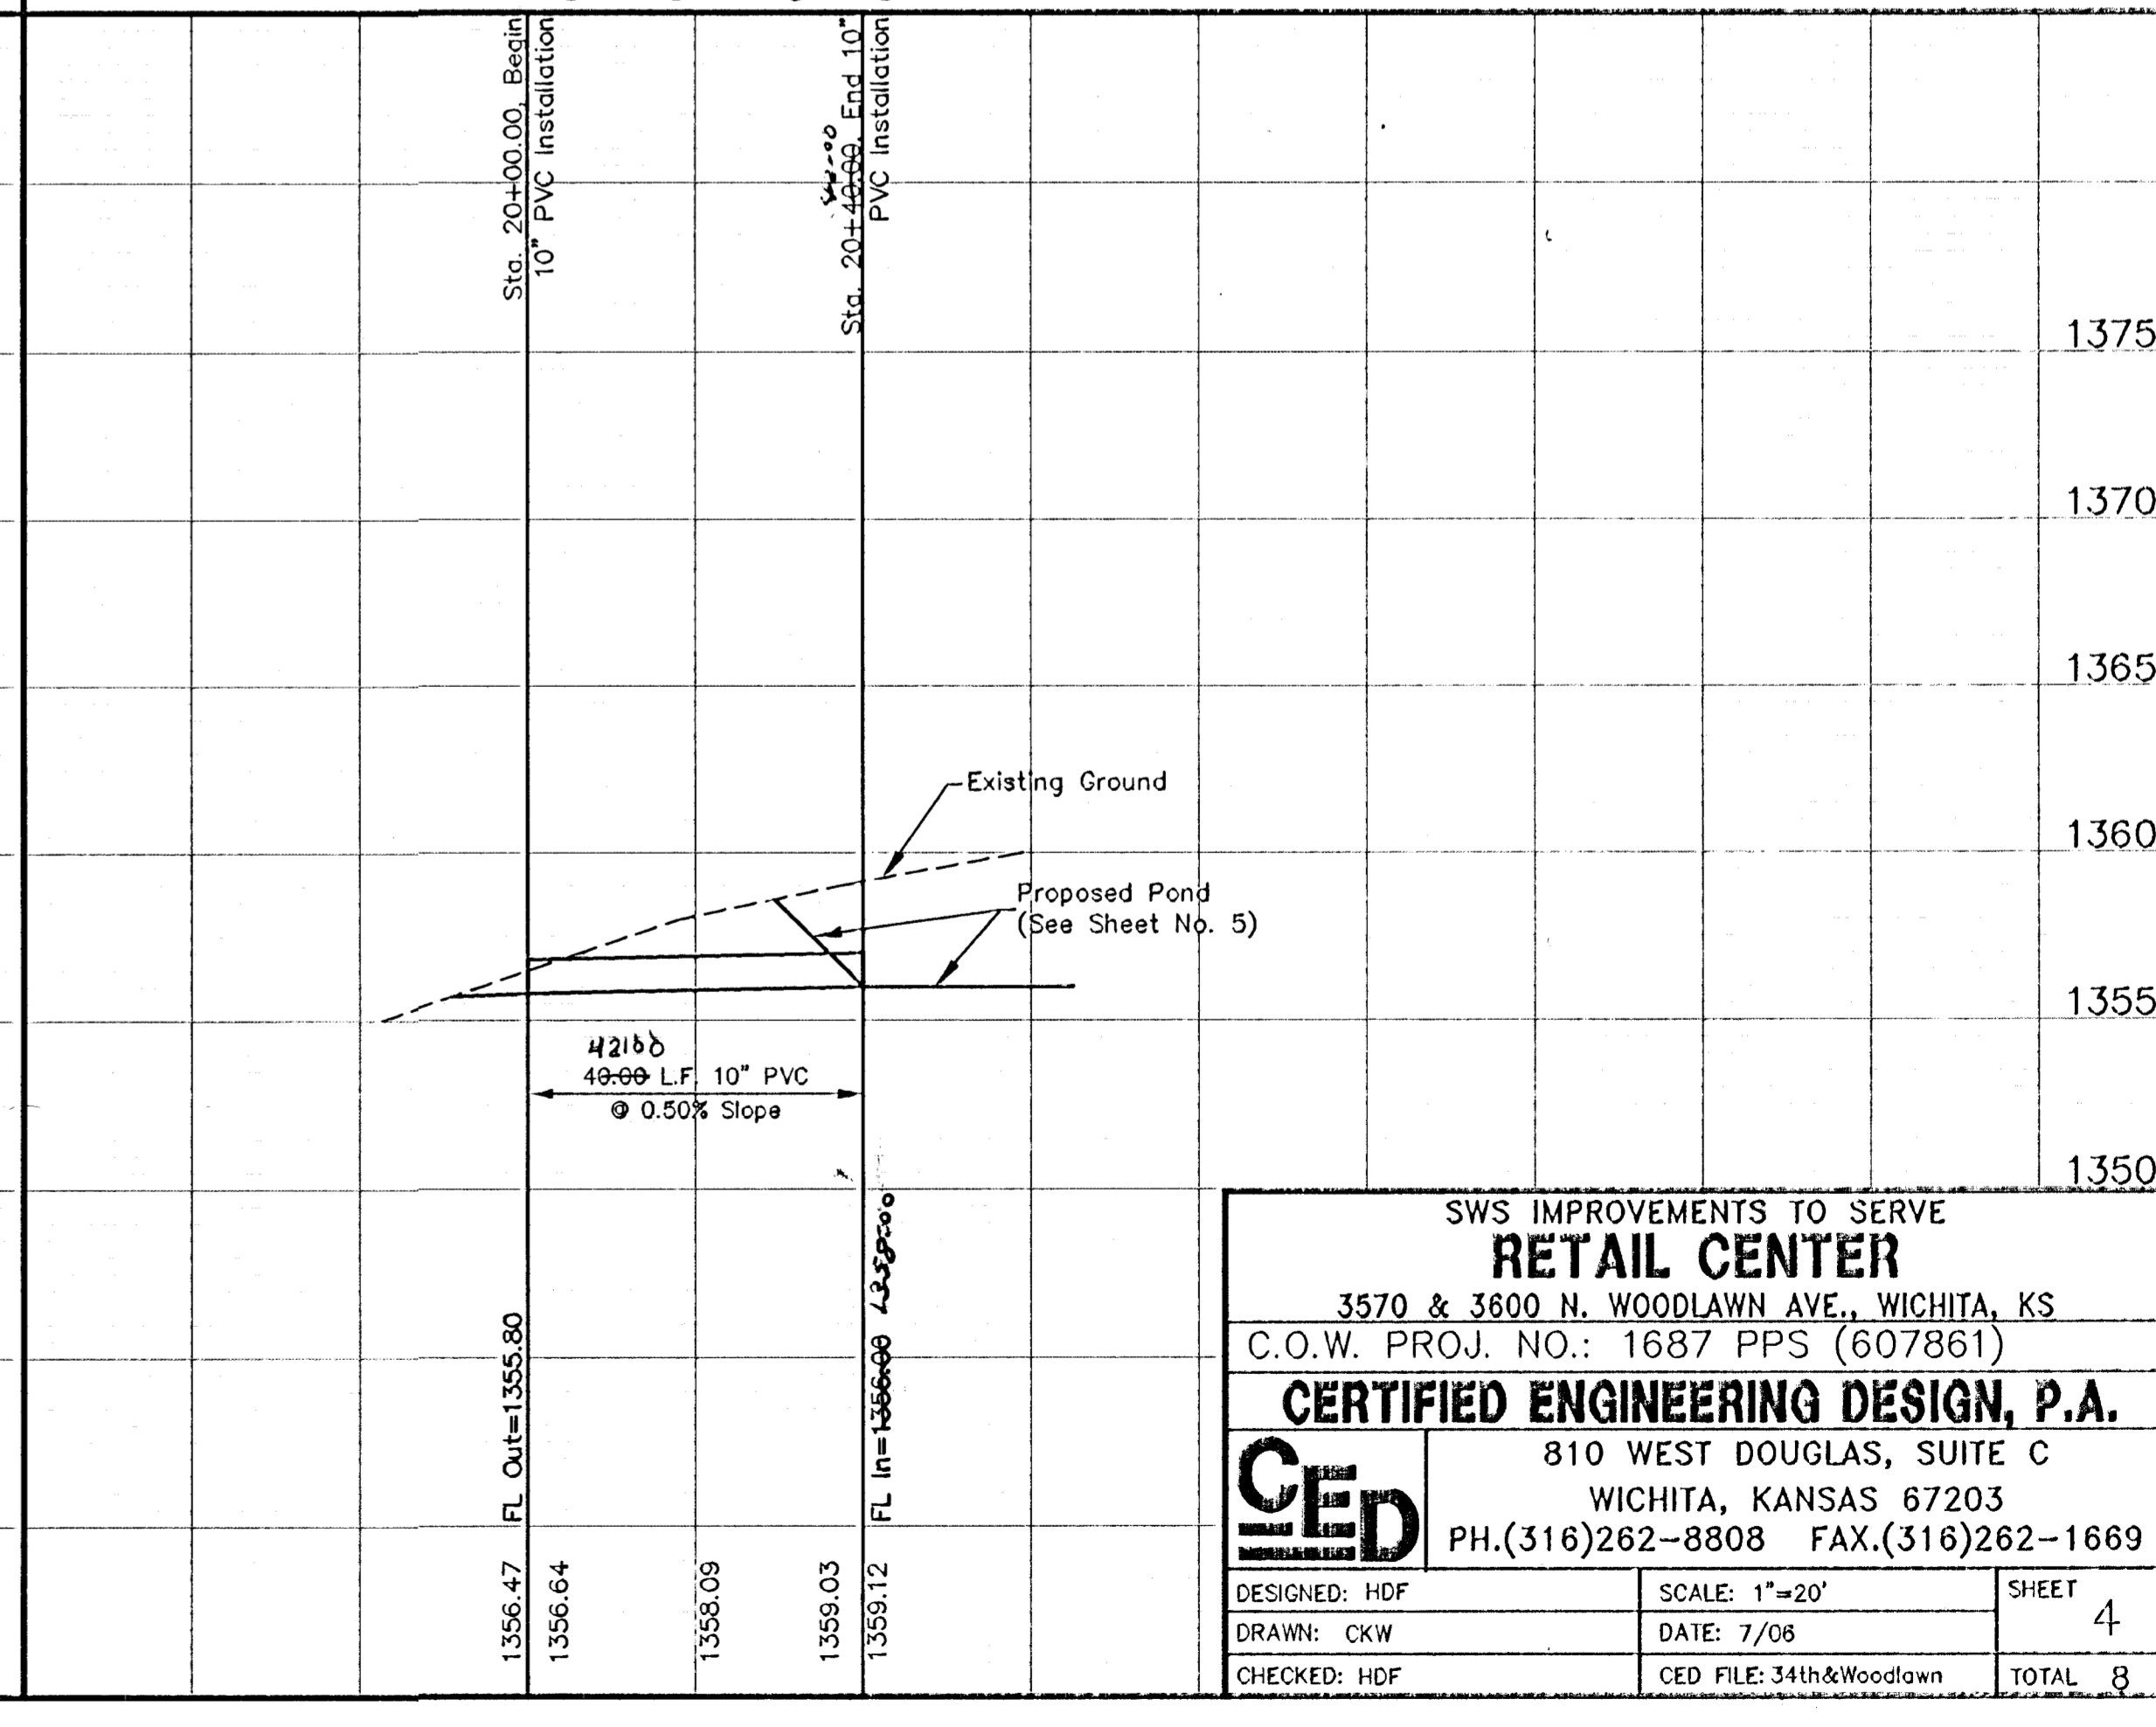 Sta. 20+00.00, Begin
10" PVC Installation
Sta. 20+40.00, End 10"
PVC Installation
1375
1370
1365
1360
1355
1350
Existing Ground
Proposed Pond
(See Sheet No. 5)
40.00 L.F. 10" PVC
@ 0.50% Slope
FL Out=1355.80
FL In=1356.00
1356.47
1356.64
1358.09
1359.03
1359.12
SWS IMPROVEMENTS TO SERVE
RETAIL CENTER
3570 & 3600 N. WOODLAWN AVE., WICHITA, KS
C.O.W. PROJ. NO.: 1687 PPS (607861)
CERTIFIED ENGINEERING DESIGN, P.A.
CED
810 WEST DOUGLAS, SUITE C
WICHITA, KANSAS 67203
PH.(316)262-8808 FAX.(316)262-1669
DESIGNED: HDF
SCALE: 1"=20'
SHEET 4
DRAWN: CKW
DATE: 7/06
CHECKED: HDF
CED FILE: 34th&Woodlawn
TOTAL 8